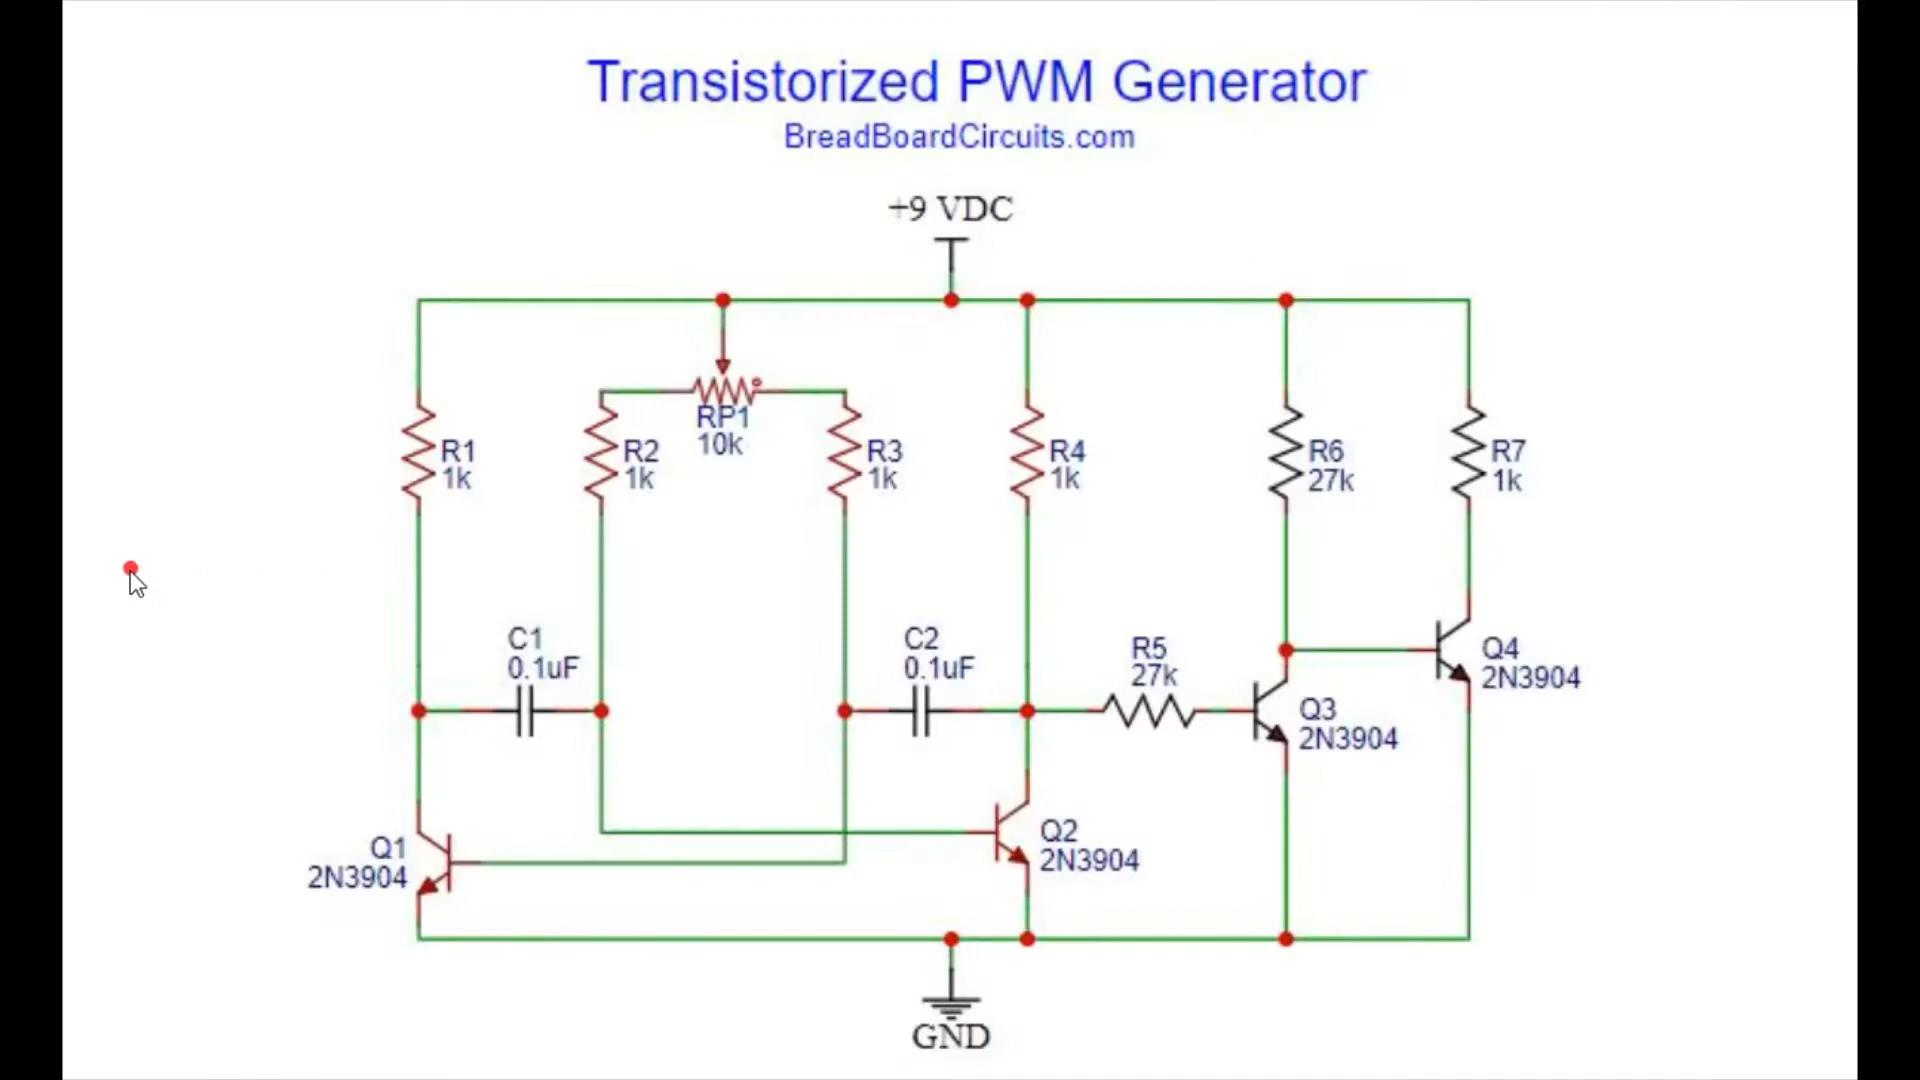 Transistorized PWM Generator
BreadBoardCircuits.com
+9 VDC
RP1
10k
R1
1k
R2
1k
R3
1k
R4
1k
R6
27k
R7
1k
C1
0.1uF
C2
0.1uF
R5
27k
Q4
2N3904
Q3
2N3904
Q1
2N3904
Q2
2N3904
GND